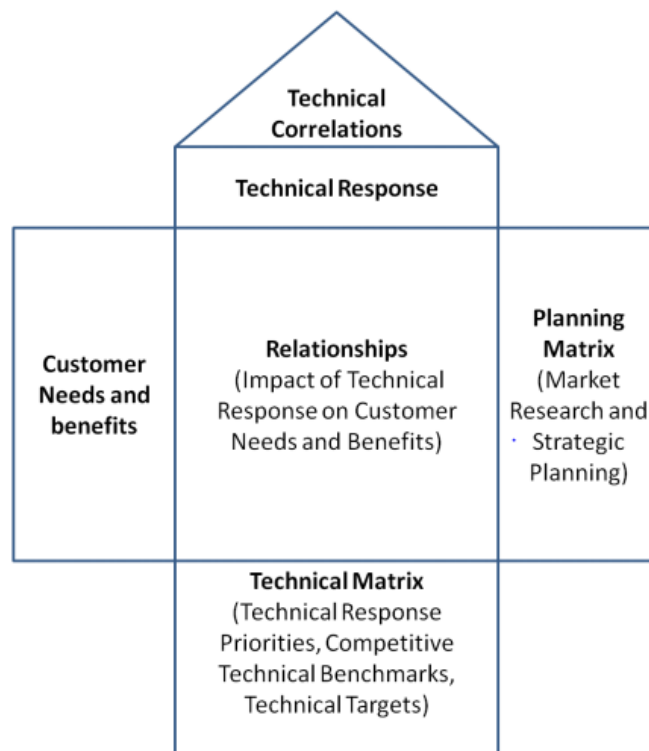 Technical
Correlations
Technical Response
Customer
Needs and
benefits
Relationships
(Impact of Technical
Response on Customer
Needs and Benefits)
Planning
Matrix
(Market
Research and
Strategic
Planning)
Technical Matrix
(Technical Response
Priorities, Competitive
Technical Benchmarks,
Technical Targets)